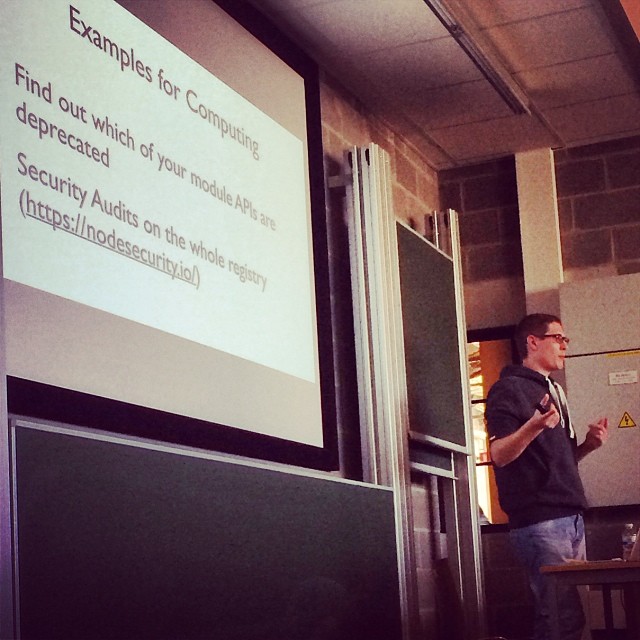 Examples for Computing
Find out which of your module APIs are
deprecated
Security Audits on the whole registry
(https://nodesecurity.io/)